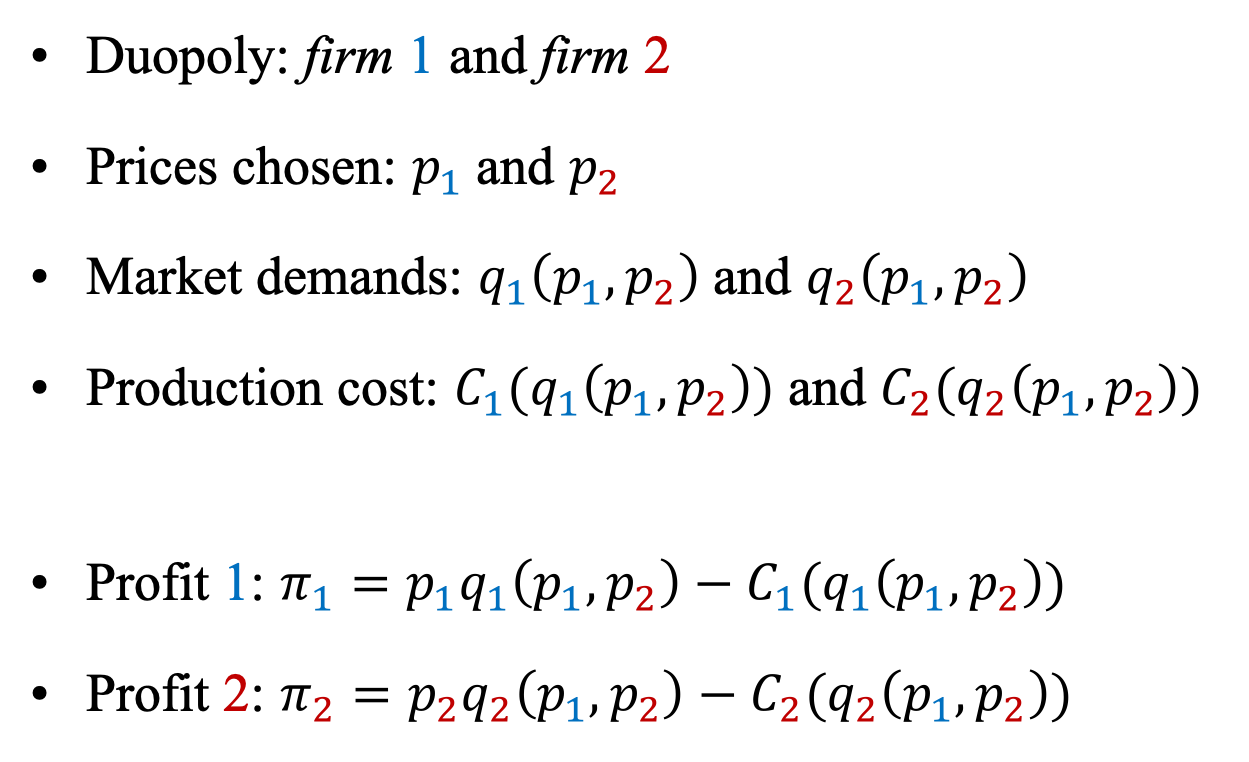 • Duopoly: firm 1 and firm 2
• Prices chosen: p₁ and p₂
• Market demands: q₁(p₁, p₂) and q₂(p₁, p₂)
• Production cost: C₁(q₁(p₁, p₂)) and C₂(q₂(p₁, p₂))
• Profit 1: π₁ = p₁q₁(p₁, p₂) − C₁(q₁(p₁, p₂))
• Profit 2: π₂ = p₂q₂(p₁, p₂) − C₂(q₂(p₁, p₂))